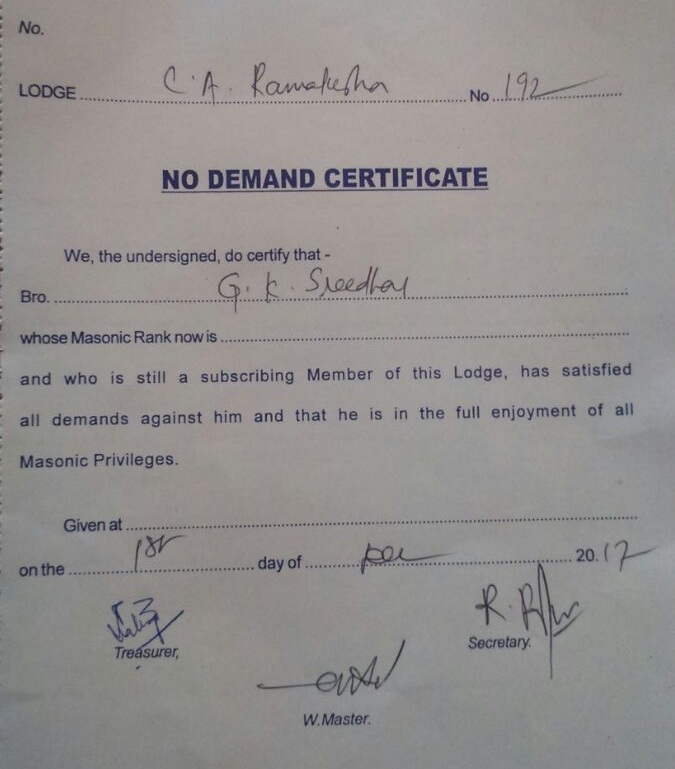 No.
LODGE C. A. Ramakesha No 192
NO DEMAND CERTIFICATE
We, the undersigned, do certify that -
Bro. G. K. Sreedhar
whose Masonic Rank now is
and who is still a subscribing Member of this Lodge, has satisfied
all demands against him and that he is in the full enjoyment of all
Masonic Privileges.
Given at
on the 1st day of Dec 20.17
Treasurer,
Secretary.
W.Master.